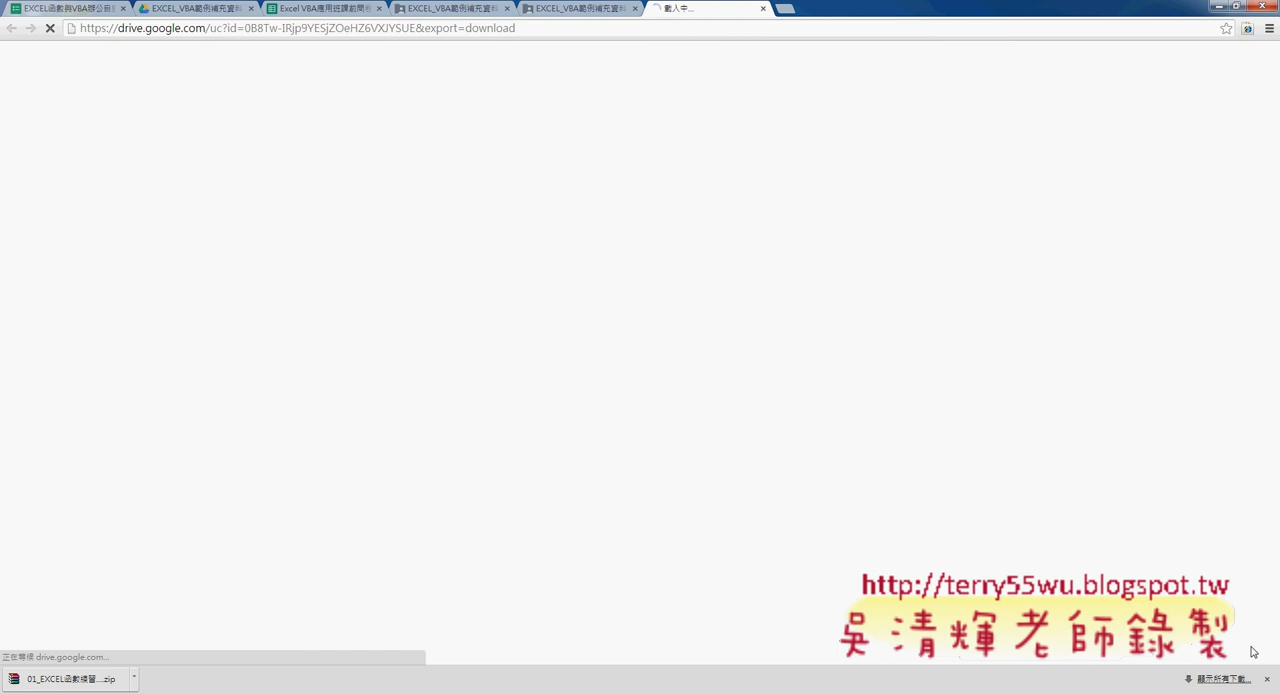 EXCEL函數與VBA辦公自
EXCEL_VBA範例補充資料
Excel VBA應用班課前問卷
EXCEL_VBA範例補充資料
EXCEL_VBA範例補充資料
載入中...
https://drive.google.com/uc?id=0B8Tw-IRjp9YESjZOeHZ6VXJYSUE&export=download
http://terry55wu.blogspot.tw
吳清輝老師錄製
正在等候 drive.google.com...
01_EXCEL函數練習....zip
顯示所有下載...